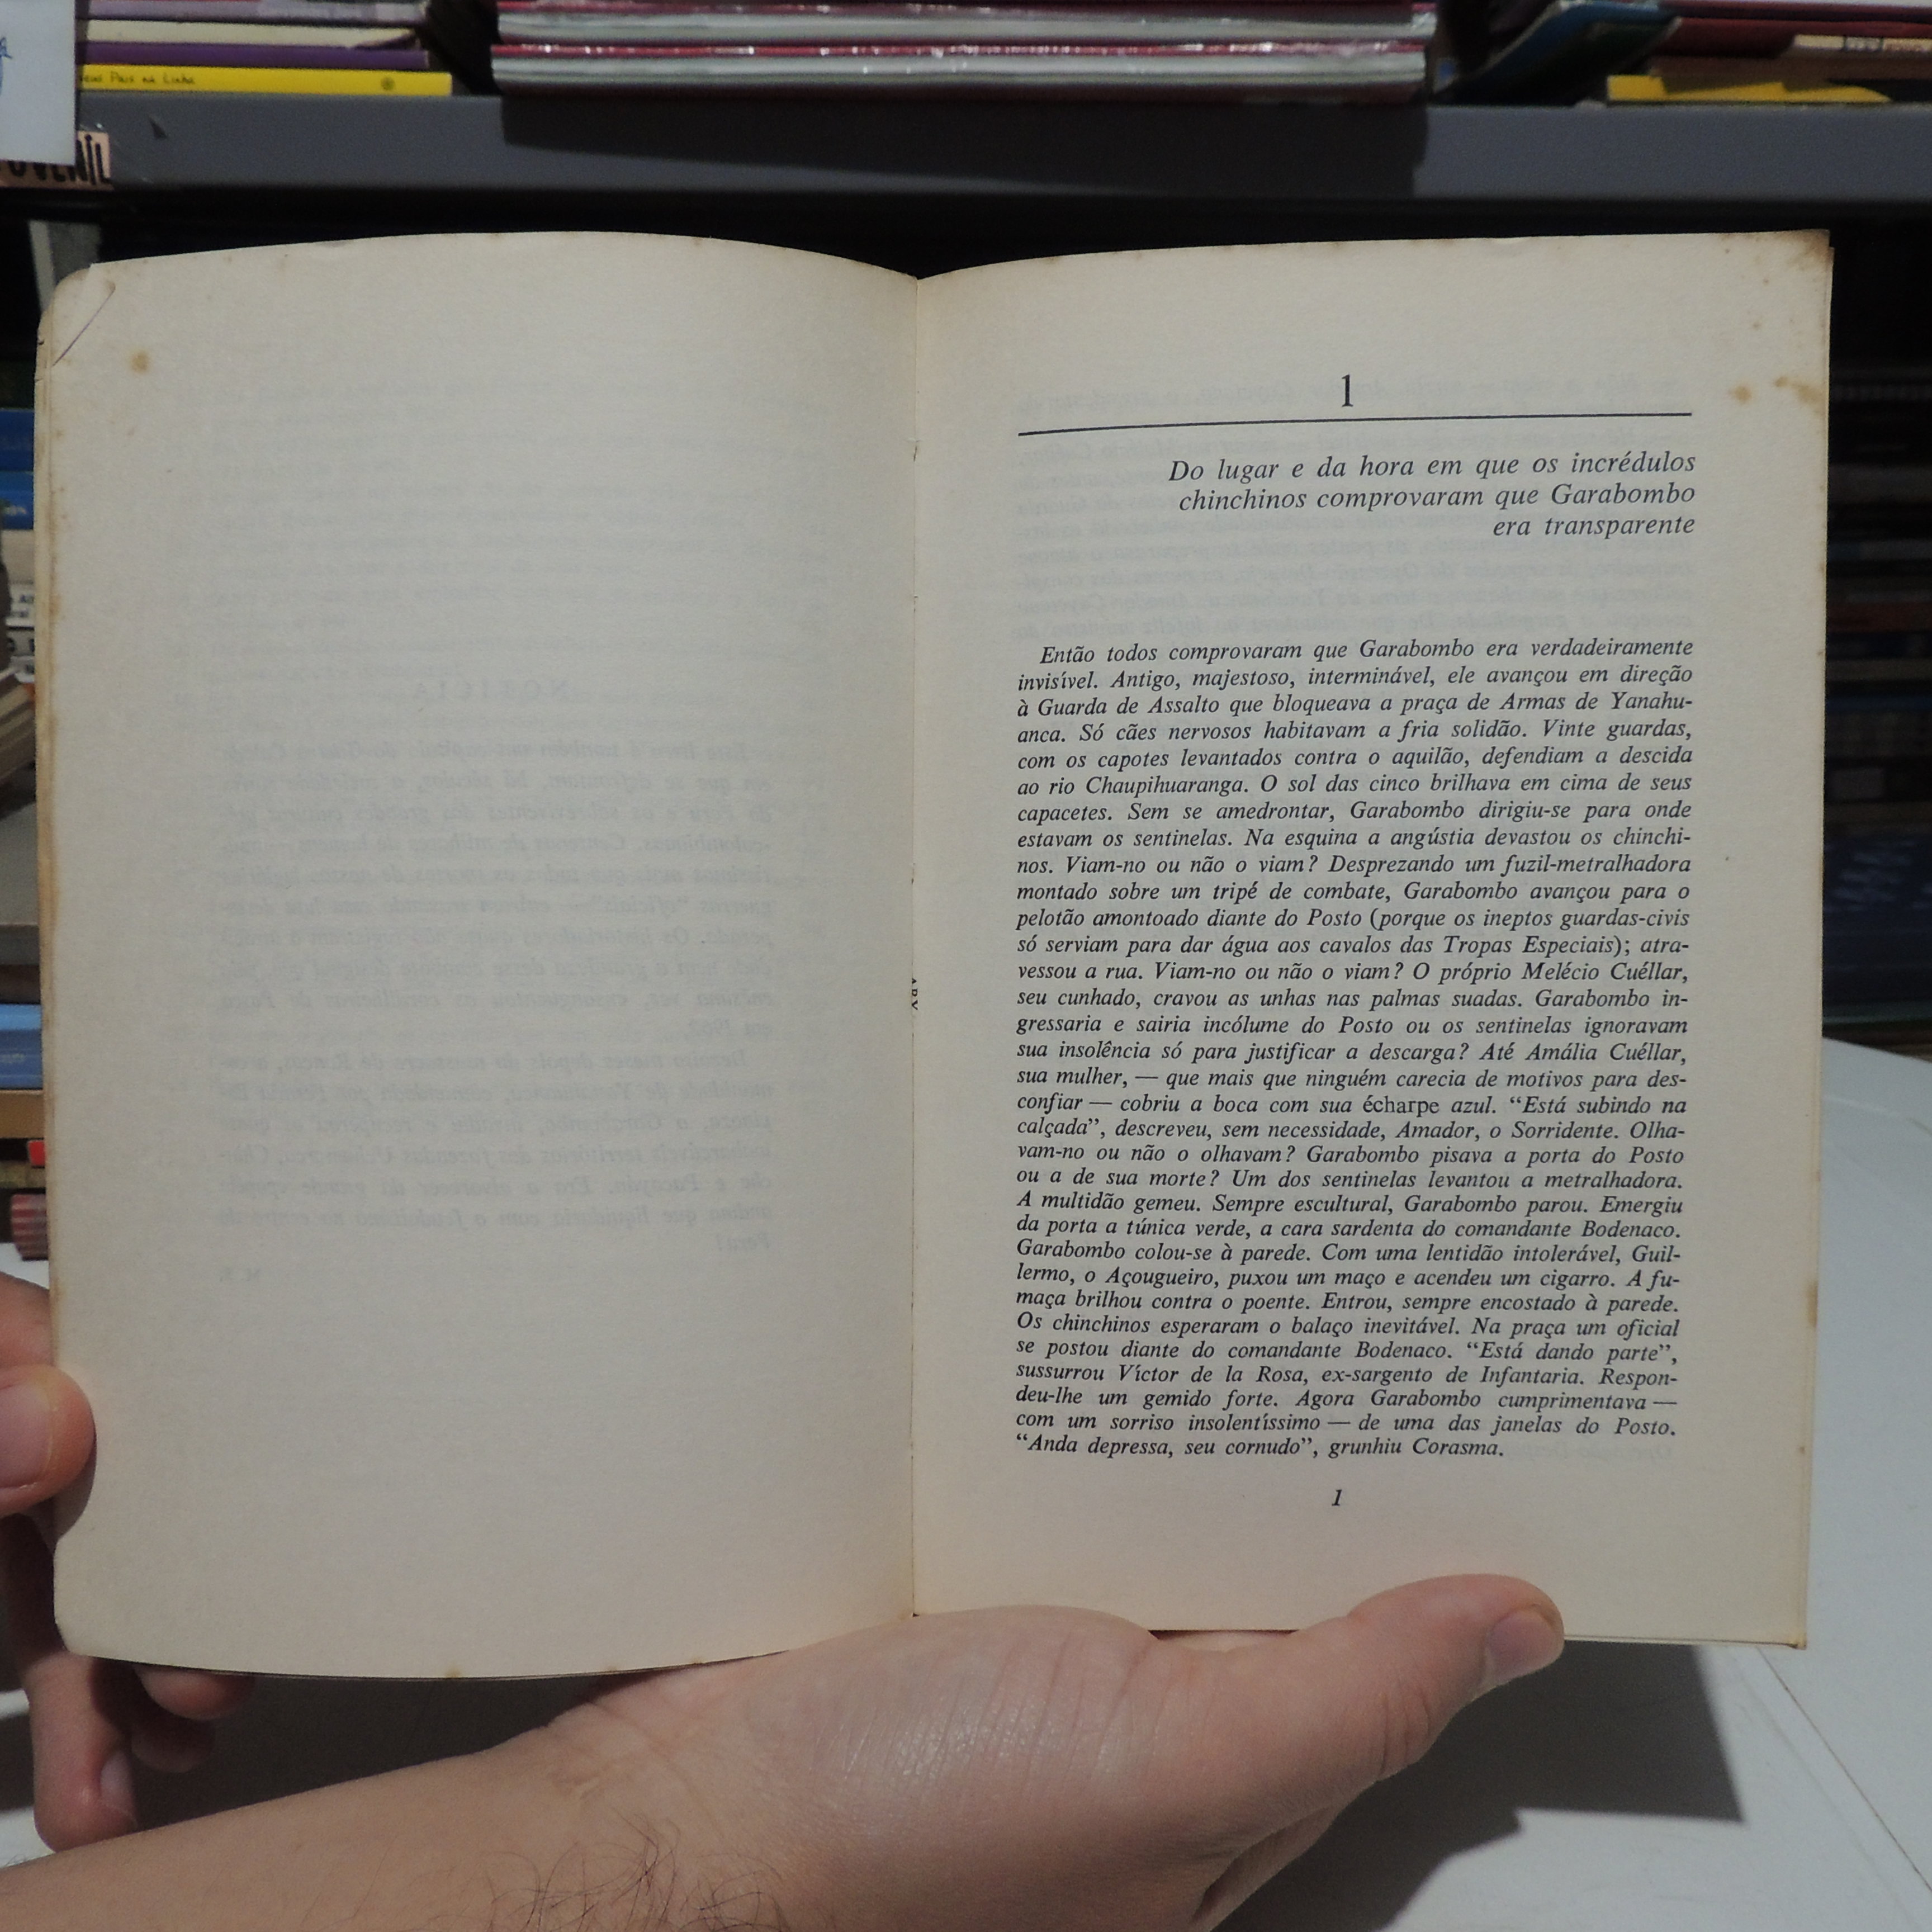 1
Do lugar e da hora em que os incrédulos
chinchinos comprovaram que Garabombo
era transparente
Então todos comprovaram que Garabombo era verdadeiramente
invisível. Antigo, majestoso, interminável, ele avançou em direção
à Guarda de Assalto que bloqueava a praça de Armas de Yanahu-
anca. Só cães nervosos habitavam a fria solidão. Vinte guardas,
com os capotes levantados contra o aquilão, defendiam a descida
ao rio Chaupihuaranga. O sol das cinco brilhava em cima de seus
capacetes. Sem se amedrontar, Garabombo dirigiu-se para onde
estavam os sentinelas. Na esquina a angústia devastou os chinchi-
nos. Viam-no ou não o viam? Desprezando um fuzil-metralhadora
montado sobre um tripé de combate, Garabombo avançou para o
pelotão amontoado diante do Posto (porque os ineptos guardas-civis
só serviam para dar água aos cavalos das Tropas Especiais); atra-
vessou a rua. Viam-no ou não o viam? O próprio Melécio Cuéllar,
seu cunhado, cravou as unhas nas palmas suadas. Garabombo in-
gressaria e sairia incólume do Posto ou os sentinelas ignoravam
sua insolência só para justificar a descarga? Até Amália Cuéllar,
sua mulher, — que mais que ninguém carecia de motivos para des-
confiar — cobriu a boca com sua écharpe azul. “Está subindo na
calçada”, descreveu, sem necessidade, Amador, o Sorridente. Olha-
vam-no ou não o olhavam? Garabombo pisava a porta do Posto
ou a de sua morte? Um dos sentinelas levantou a metralhadora.
A multidão gemeu. Sempre escultural, Garabombo parou. Emergiu
da porta a túnica verde, a cara sardenta do comandante Bodenaco.
Garabombo colou-se à parede. Com uma lentidão intolerável, Guil-
lermo, o Açougueiro, puxou um maço e acendeu um cigarro. A fu-
maça brilhou contra o poente. Entrou, sempre encostado à parede.
Os chinchinos esperaram o balaço inevitável. Na praça um oficial
se postou diante do comandante Bodenaco. “Está dando parte”,
sussurrou Víctor de la Rosa, ex-sargento de Infantaria. Respon-
deu-lhe um gemido forte. Agora Garabombo cumprimentava —
com um sorriso insolentíssimo — de uma das janelas do Posto.
“Anda depressa, seu cornudo”, grunhiu Corasma.
1